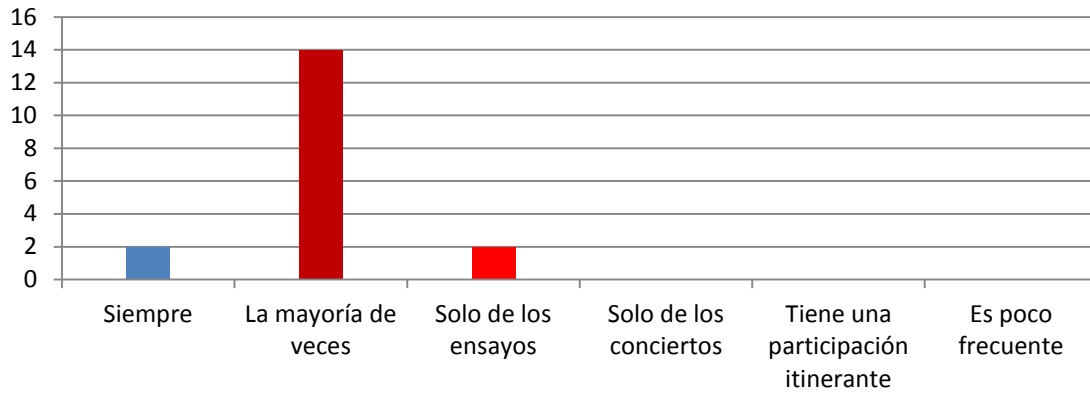 16
14
12
10
8
6
4
2
0
Siempre
La mayoría de
veces
Solo de los
ensayos
Solo de los
conciertos
Tiene una
participación
itinerante
Es poco
frecuente